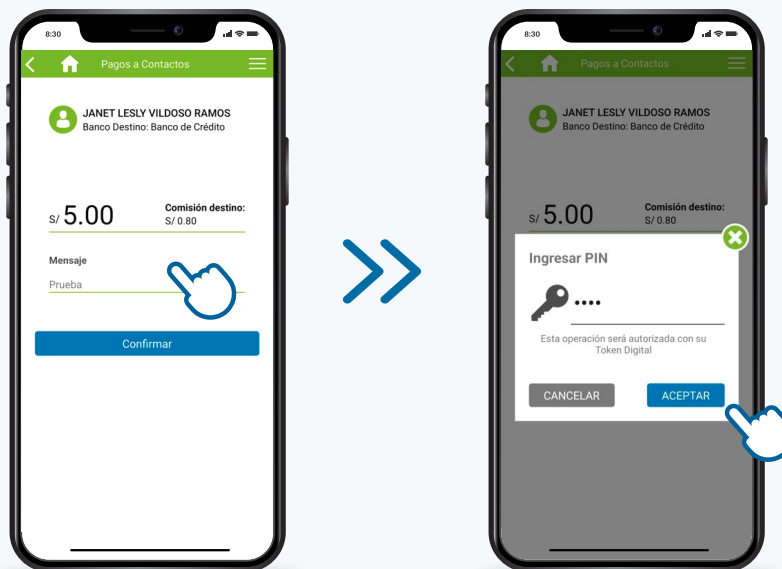 8:30
Pagos a Contactos
JANET LESLY VILDOSO RAMOS
Banco Destino: Banco de Crédito
S/ 5.00
Comisión destino:
S/ 0.80
Mensaje
Prueba
Confirmar
8:30
Pagos a Contactos
JANET LESLY VILDOSO RAMOS
Banco Destino: Banco de Crédito
S/ 5.00
Comisión destino:
S/ 0.80
Ingresar PIN
Esta operación será autorizada con su
Token Digital
CANCELAR
ACEPTAR